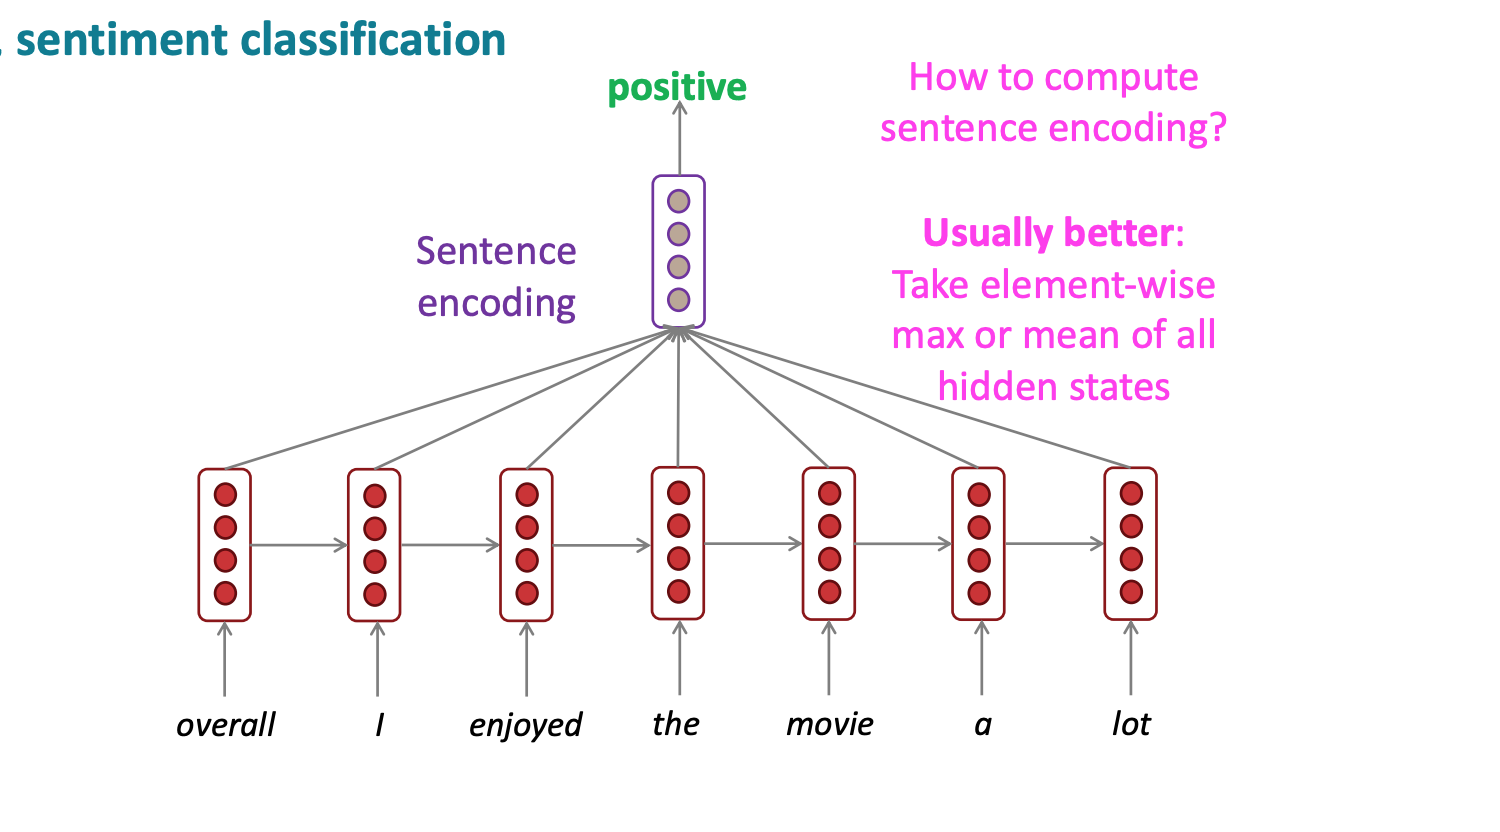 . sentiment classification
positive
How to compute
sentence encoding?
Sentence
encoding
Usually better:
Take element-wise
max or mean of all
hidden states
overall I enjoyed the movie a lot